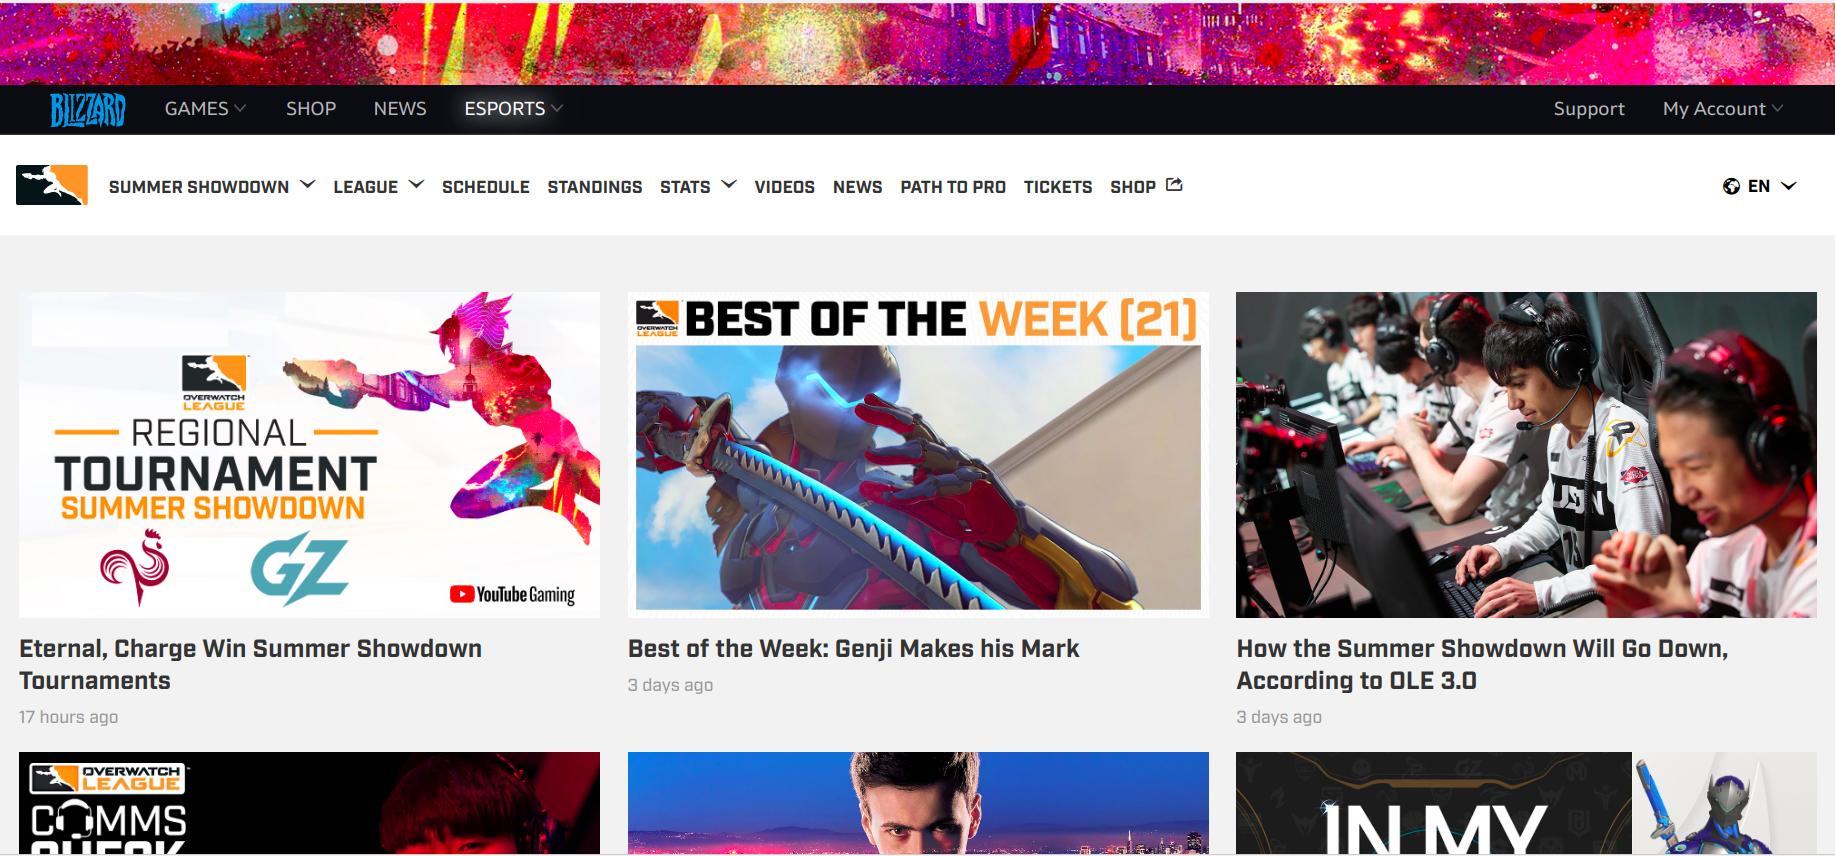 BLIZZARD GAMES SHOP NEWS ESPORTS Support My Account
SUMMER SHOWDOWN LEAGUE SCHEDULE STANDINGS STATS VIDEOS NEWS PATH TO PRO TICKETS SHOP EN
OVERWATCH
LEAGUE
REGIONAL
TOURNAMENT
SUMMER SHOWDOWN
GZ
YouTube Gaming
Eternal, Charge Win Summer Showdown
Tournaments
17 hours ago
OVERWATCH
LEAGUE
BEST OF THE WEEK [21]
Best of the Week: Genji Makes his Mark
3 days ago
How the Summer Showdown Will Go Down,
According to OLE 3.0
3 days ago
OVERWATCH
LEAGUE
COMMS
CHECK
IN MY